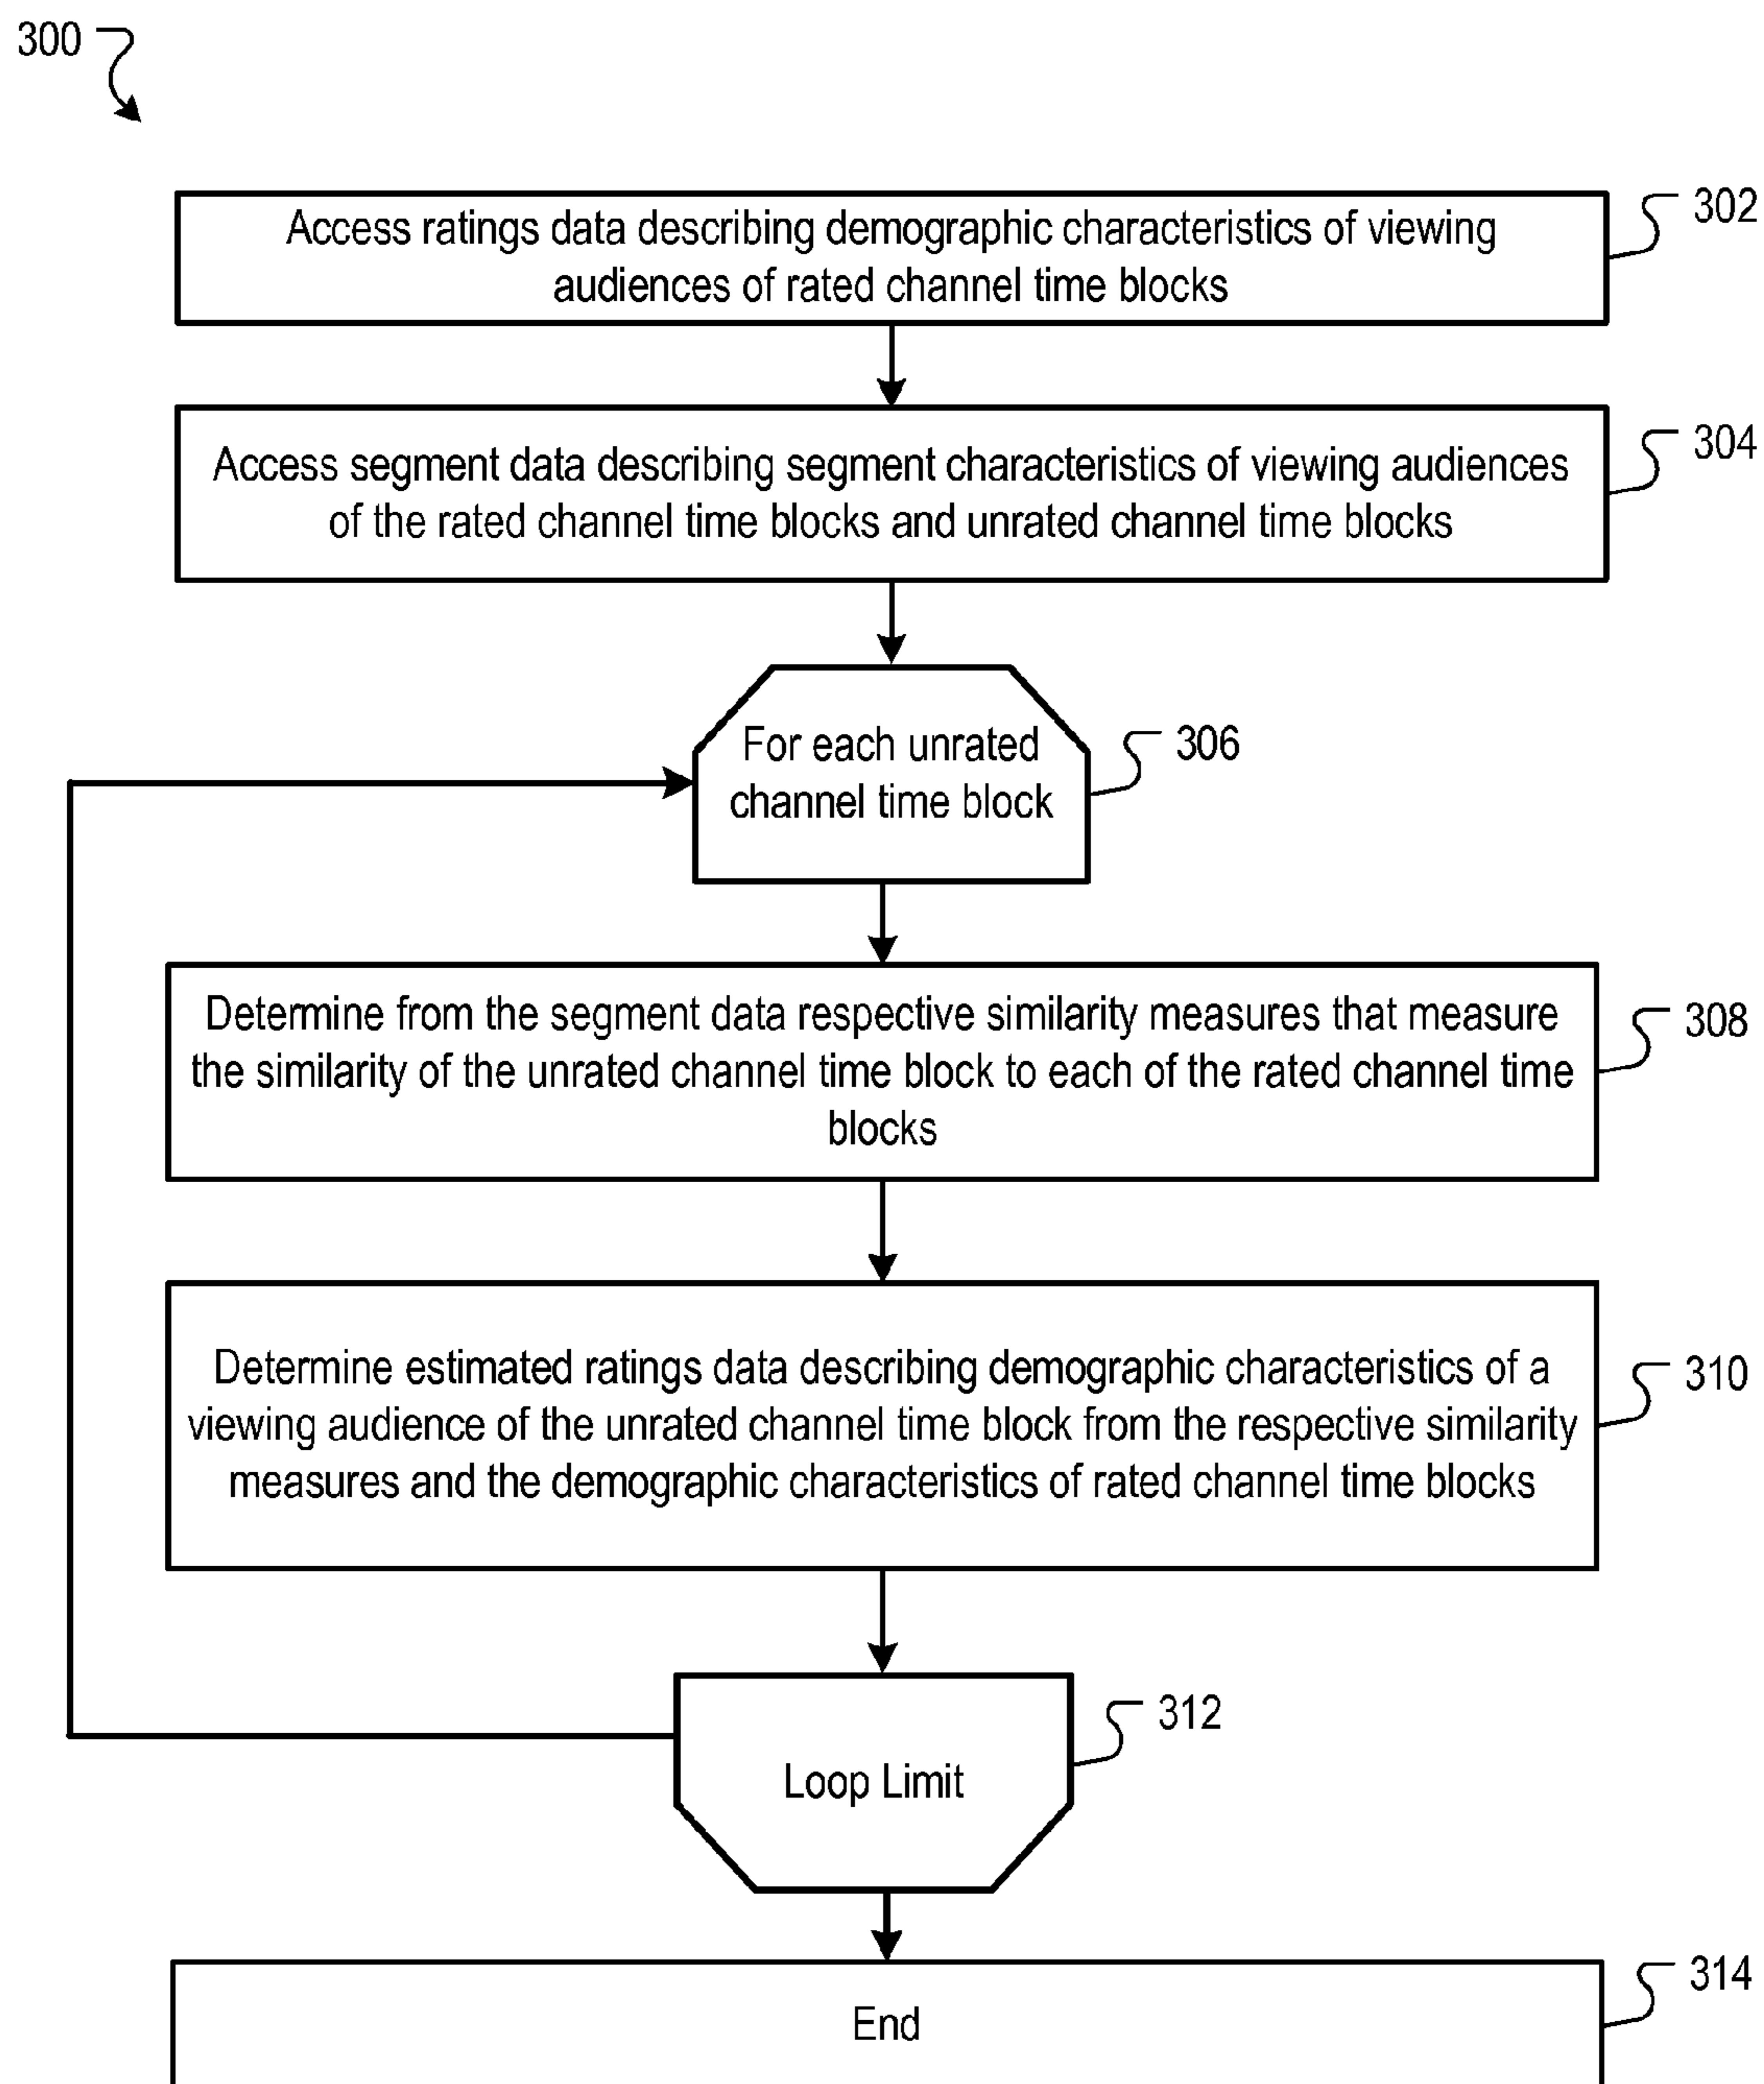 300
Access ratings data describing demographic characteristics of viewing
audiences of rated channel time blocks
302
Access segment data describing segment characteristics of viewing audiences
of the rated channel time blocks and unrated channel time blocks
304
For each unrated
channel time block
306
Determine from the segment data respective similarity measures that measure
the similarity of the unrated channel time block to each of the rated channel time
blocks
308
Determine estimated ratings data describing demographic characteristics of a
viewing audience of the unrated channel time block from the respective similarity
measures and the demographic characteristics of rated channel time blocks
310
Loop Limit
312
End
314